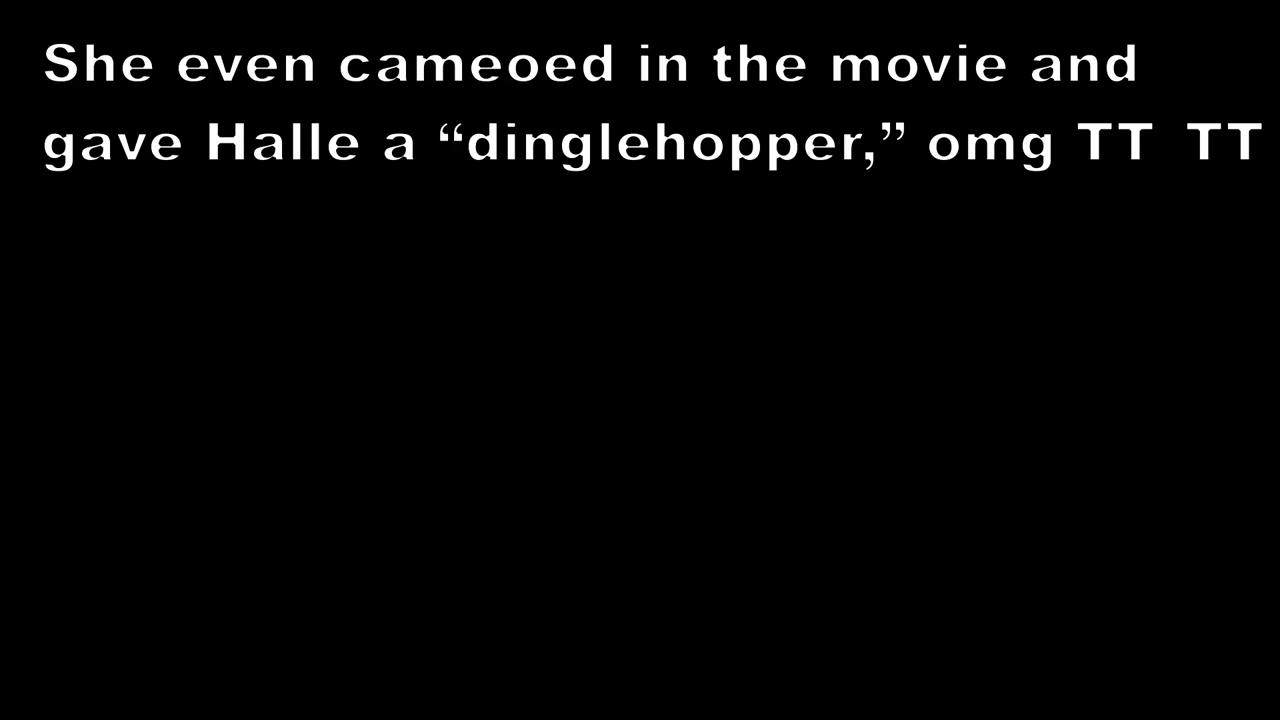 She even cameoed in the movie and
gave Halle a “dinglehopper,” omg TT TT